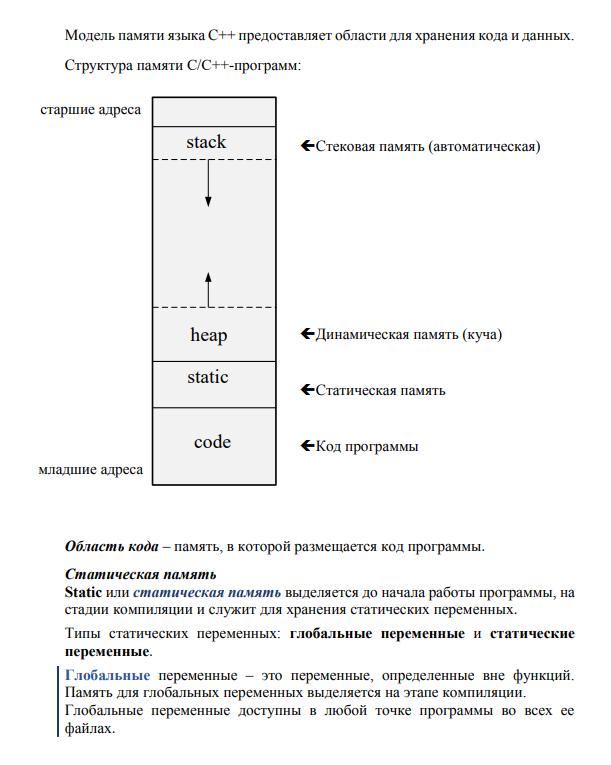 Модель памяти языка С++ предоставляет области для хранения кода и данных.
Структура памяти С/С++-программ:
старшие адреса
stack
🡸Стековая память (автоматическая)
heap
🡸Динамическая память (куча)
static
🡸Статическая память
code
🡸Код программы
младшие адреса
Область кода – память, в которой размещается код программы.
Статическая память
Static или статическая память выделяется до начала работы программы, на
стадии компиляции и служит для хранения статических переменных.
Типы статических переменных: глобальные переменные и статические
переменные.
Глобальные переменные – это переменные, определенные вне функций.
Память для глобальных переменных выделяется на этапе компиляции.
Глобальные переменные доступны в любой точке программы во всех ее
файлах.